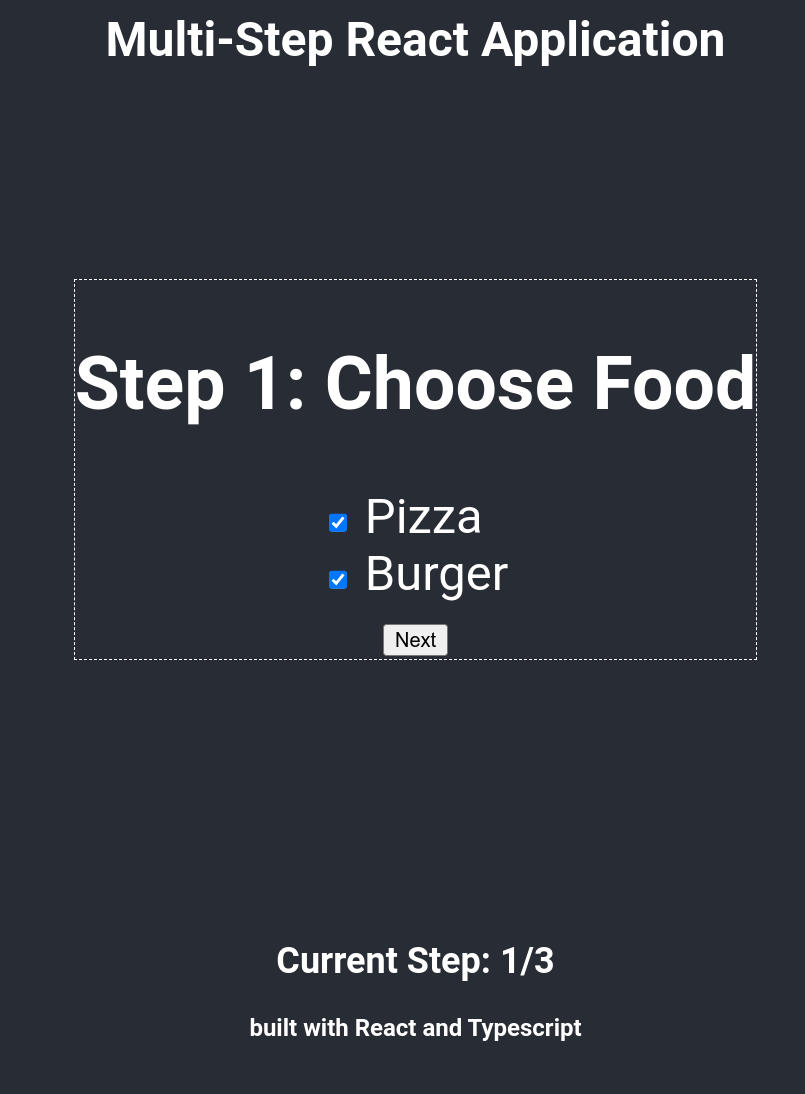 Multi-Step React Application
Step 1: Choose Food
Pizza
Burger
Next
Current Step: 1/3
built with React and Typescript